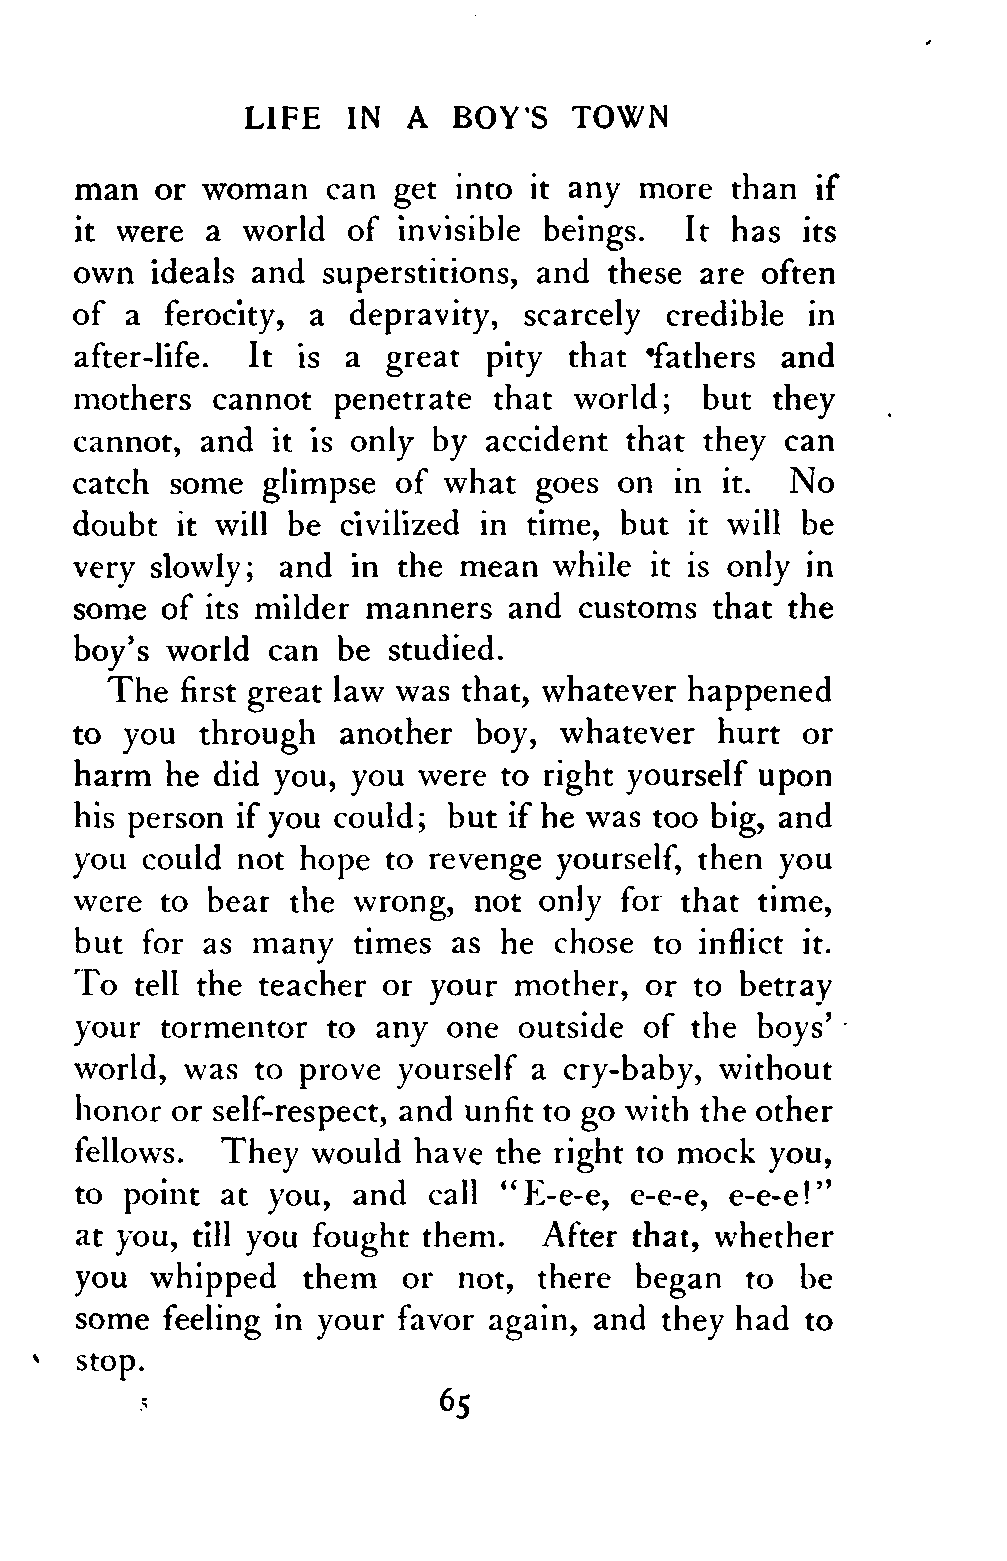 LIFE IN A BOY'S TOWN
man or woman can get into it any more than if
it were a world of invisible beings. It has its
own ideals and superstitions, and these are often
of a ferocity, a depravity, scarcely credible in
after-life. It is a great pity that fathers and
mothers cannot penetrate that world; but they
cannot, and it is only by accident that they can
catch some glimpse of what goes on in it. No
doubt it will be civilized in time, but it will be
very slowly; and in the mean while it is only in
some of its milder manners and customs that the
boy's world can be studied.
The first great law was that, whatever happened
to you through another boy, whatever hurt or
harm he did you, you were to right yourself upon
his person if you could; but if he was too big, and
you could not hope to revenge yourself, then you
were to bear the wrong, not only for that time,
but for as many times as he chose to inflict it.
To tell the teacher or your mother, or to betray
your tormentor to any one outside of the boys'
world, was to prove yourself a cry-baby, without
honor or self-respect, and unfit to go with the other
fellows. They would have the right to mock you,
to point at you, and call "E-e-e, e-e-e, e-e-e!"
at you, till you fought them. After that, whether
you whipped them or not, there began to be
some feeling in your favor again, and they had to
stop.
5 65